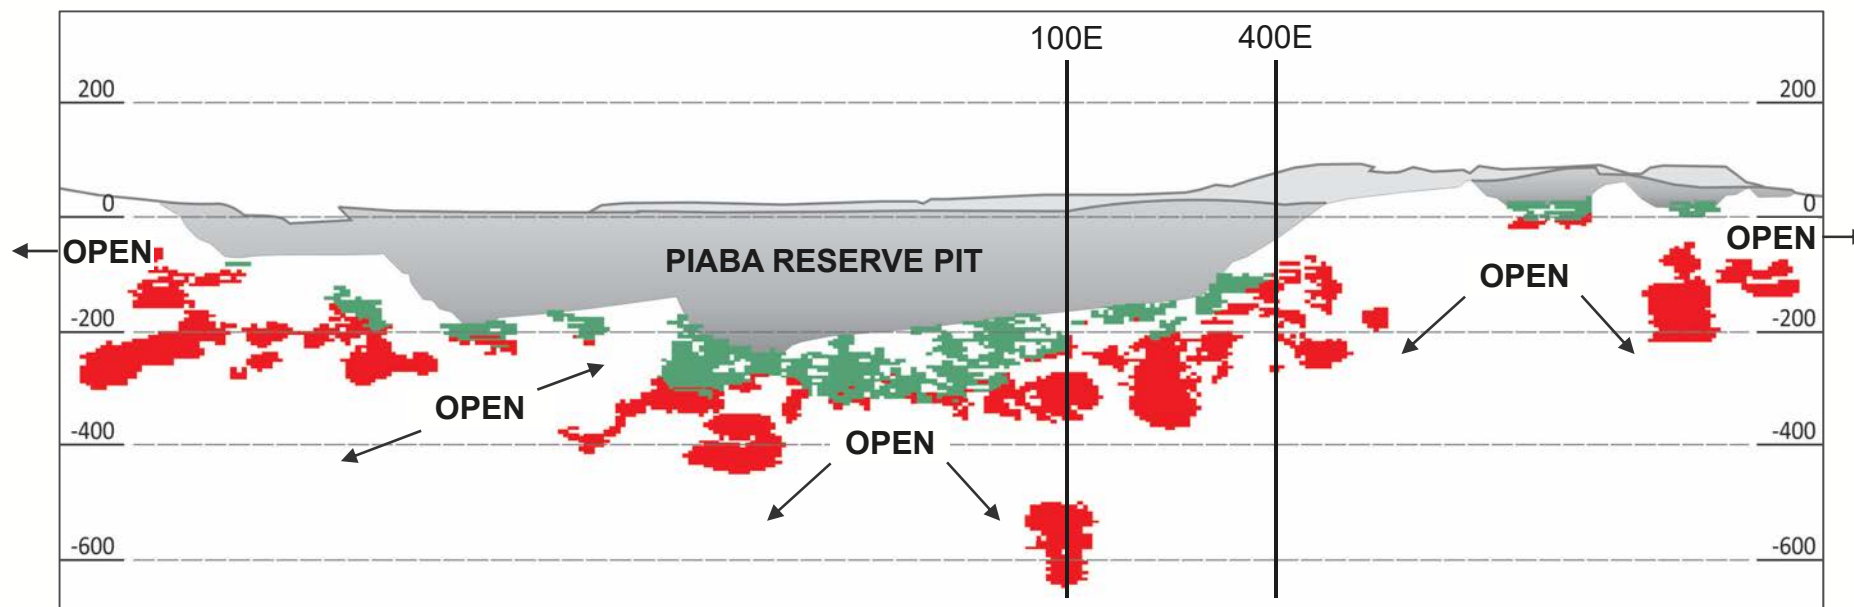 100E 400E
200 200
0 0
OPEN PIABA RESERVE PIT OPEN OPEN
-200 -200
OPEN
-400 OPEN -400
-600 -600